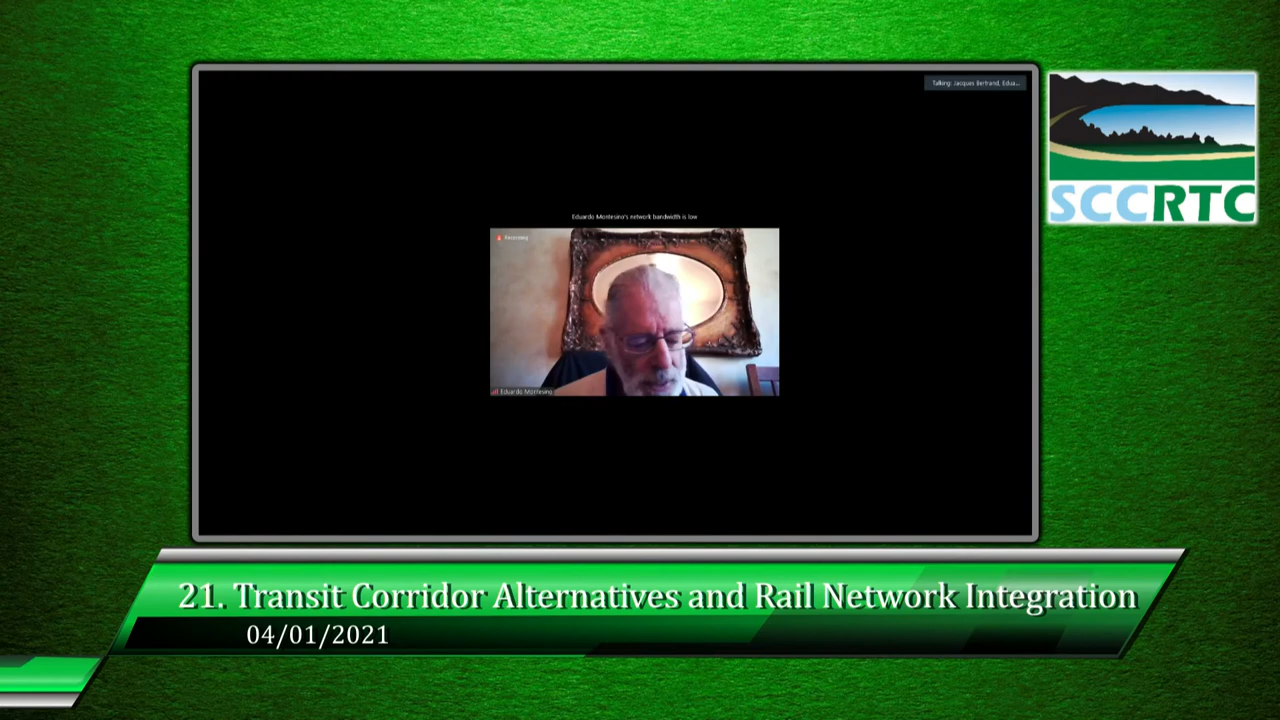 Talking: Jacques Bertrand, Edua...
SCCRTC
Eduardo Montesino's network bandwidth is low
Recording
Eduardo Montesino
21. Transit Corridor Alternatives and Rail Network Integration
04/01/2021